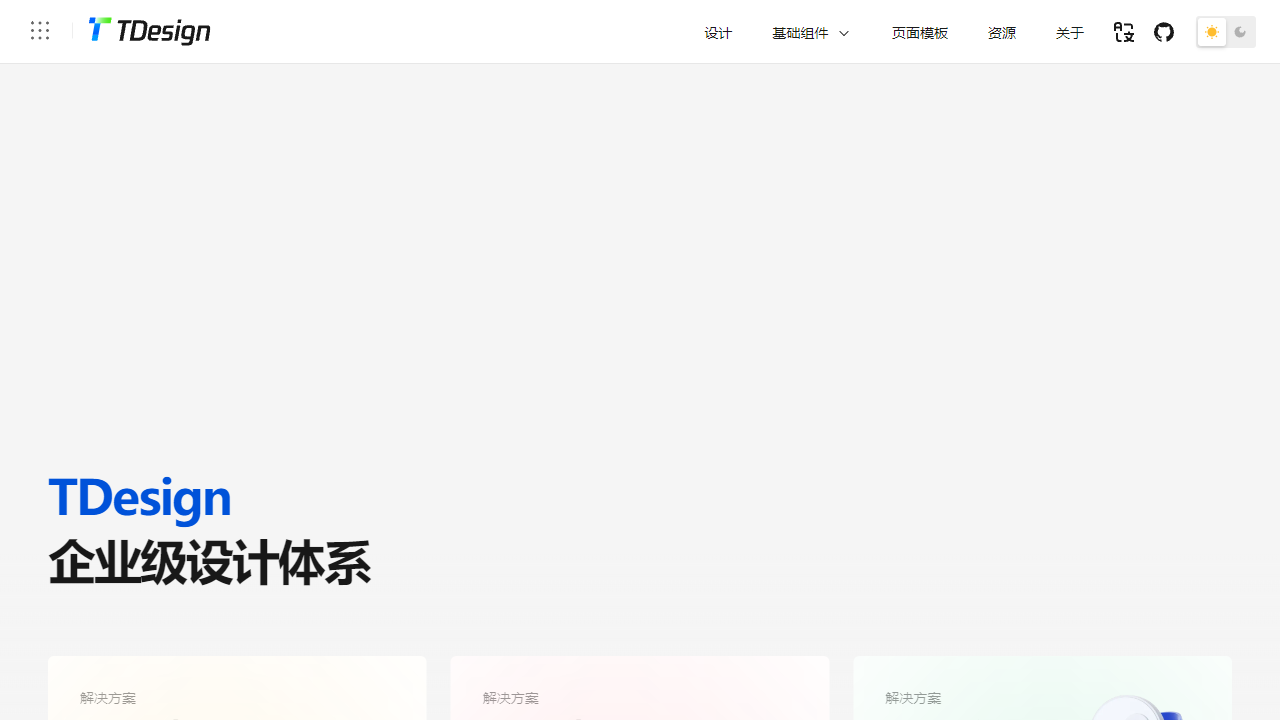 TDesign
设计
基础组件
页面模板
资源
关于
TDesign
企业级设计体系
解决方案
解决方案
解决方案